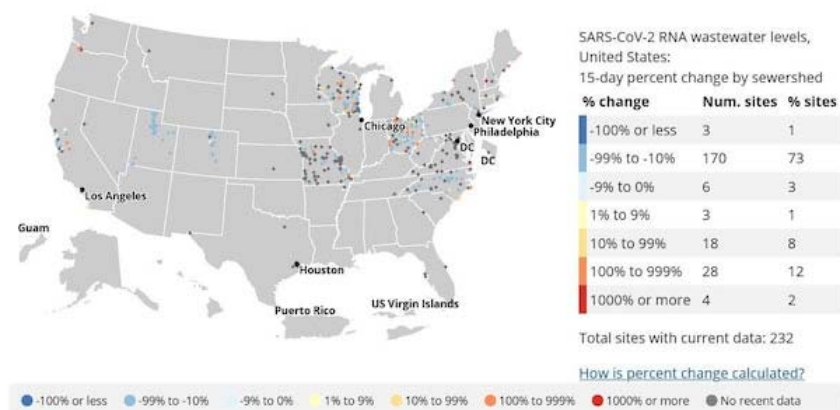 SARS-CoV-2 RNA wastewater levels,
United States:
15-day percent change by sewershed
% change Num. sites % sites
-100% or less 3 1
-99% to -10% 170 73
-9% to 0% 6 3
1% to 9% 3 1
10% to 99% 18 8
100% to 999% 28 12
1000% or more 4 2
Total sites with current data: 232
How is percent change calculated?
New York City
Philadelphia
Chicago
DC
DC
Los Angeles
Guam
Houston
US Virgin Islands
Puerto Rico
-100% or less -99% to -10% -9% to 0% 1% to 9% 10% to 99% 100% to 999% 1000% or more No recent data